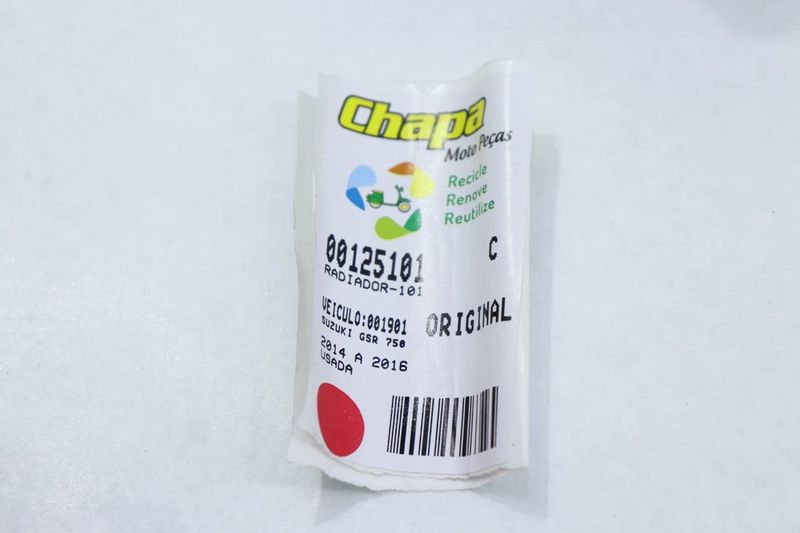 Chapa
Moto Peças
Recicle
Renove
Reutilize
00125101
C
RADIADOR-101
VEICULO:001901
ORIGINAL
SUZUKI GSR 750
2014 A 2016
USADA